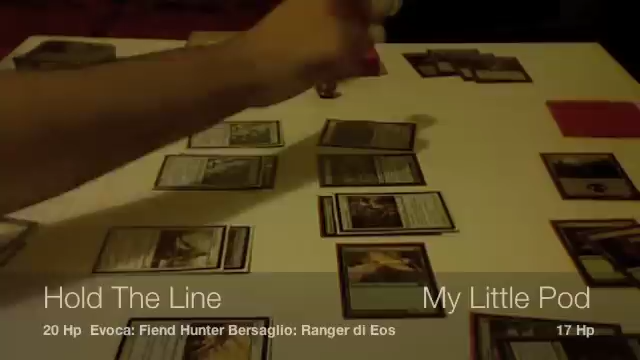 Hold The Line
My Little Pod
20 Hp Evoca: Fiend Hunter Bersaglio: Ranger di Eos
17 Hp